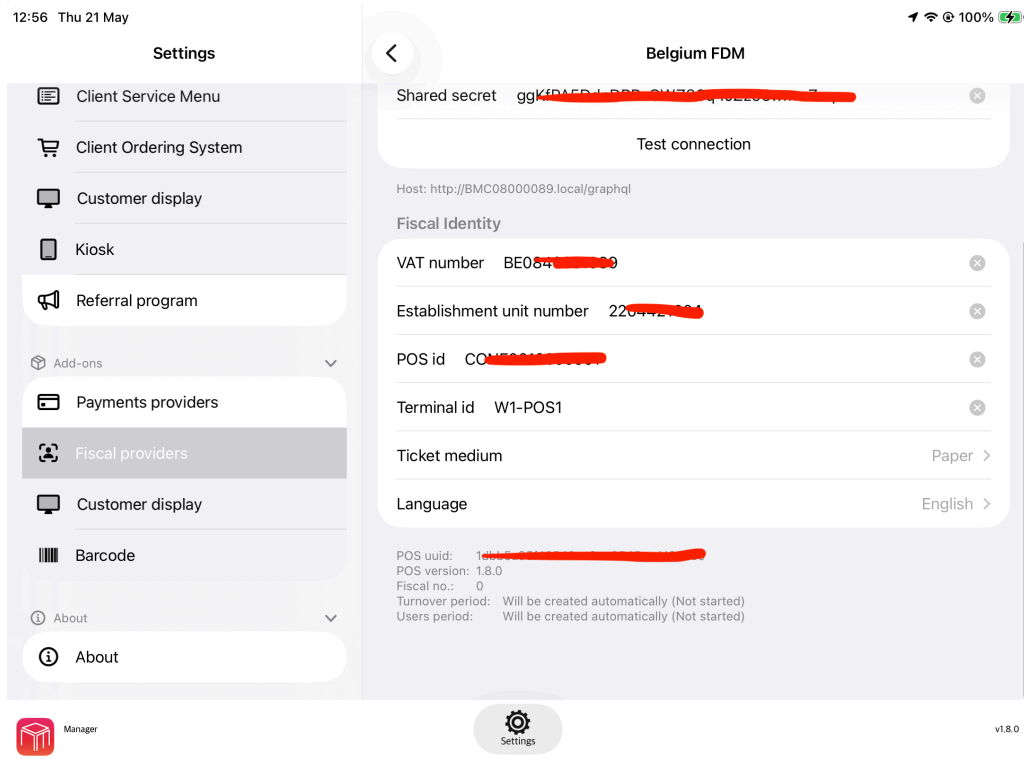 12:56 Thu 21 May
100%
Settings
Client Service Menu
Client Ordering System
Customer display
Kiosk
Referral program
Add-ons
Payments providers
Fiscal providers
Customer display
Barcode
About
About
Belgium FDM
Shared secret
Test connection
Host: http://BMC08000089.local/graphql
Fiscal Identity
VAT number
Establishment unit number
POS id
Terminal id W1-POS1
Ticket medium Paper
Language English
POS uuid:
POS version: 1.8.0
Fiscal no.: 0
Turnover period: Will be created automatically (Not started)
Users period: Will be created automatically (Not started)
Manager
Settings
v1.8.0